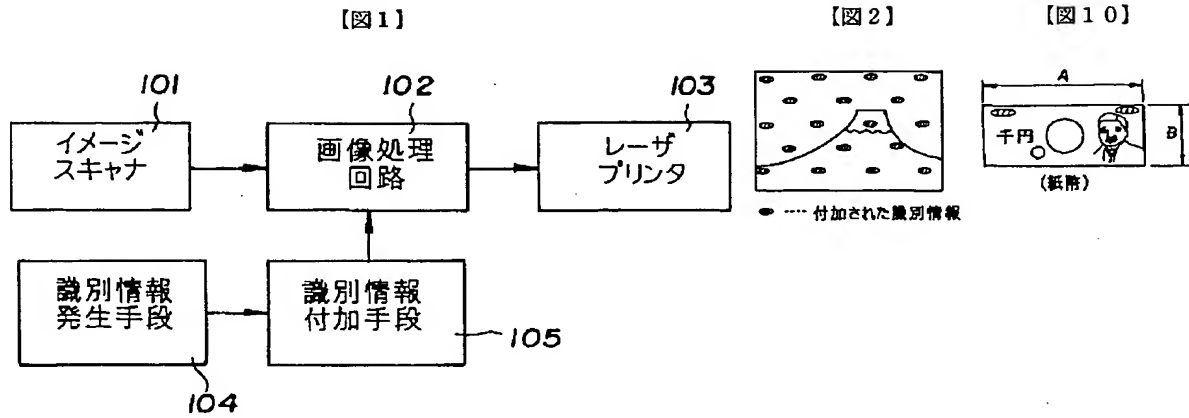 【図1】
【図2】
【図10】
101
イメージ
スキャナ
102
画像処理
回路
103
レーザ
プリンタ
識別情報
発生手段
104
識別情報
付加手段
105
---- 付加された識別情報
A
B
千円
(紙幣)